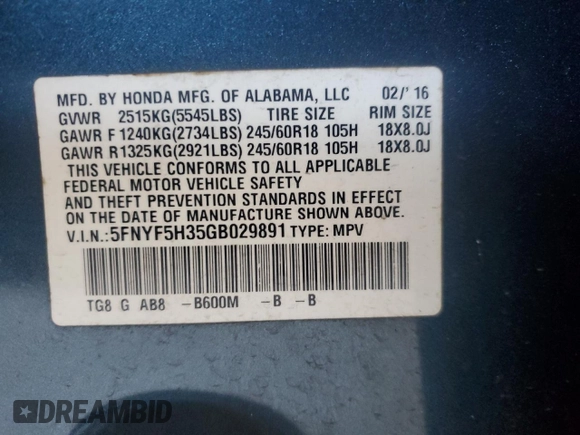 MFD. BY HONDA MFG. OF ALABAMA, LLC 02/'16
GVWR 2515KG(5545LBS) TIRE SIZE RIM SIZE
GAWR F1240KG(2734LBS)245/60R18 105H 18X8.0J
GAWR R1325KG(2921LBS)245/60R18 105H 18X8.0J
THIS VEHICLE CONFORMS TO ALL APPLICABLE
FEDERAL MOTOR VEHICLE SAFETY
AND THEFT PREVENTION STANDARDS IN EFFECT
ON THE DATE OF MANUFACTURE SHOWN ABOVE.
V.I.N.:5FNYF5H35GB029891 TYPE: MPV
TG8 G AB8 -B600M -B -B
DREAMBID